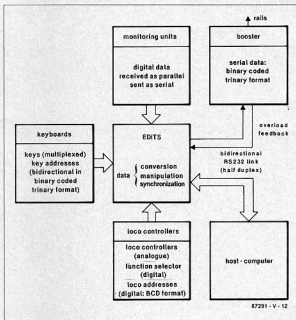 rails
monitoring units
digital data
received as parallel
sent as serial
booster
serial data:
binary coded
trinary format
overload
feedback
bidirectional
RS232 link
(half duplex)
keyboards
keys (multiplexed)
key addresses
(bidirectional in
binary coded
trinary format)
EDITS
data { conversion
manipulation
synchronization
loco controllers
loco controllers
(analogue)
function selector
(digital)
loco addresses
(digital: BCD format)
host-computer
87291 - V - 12